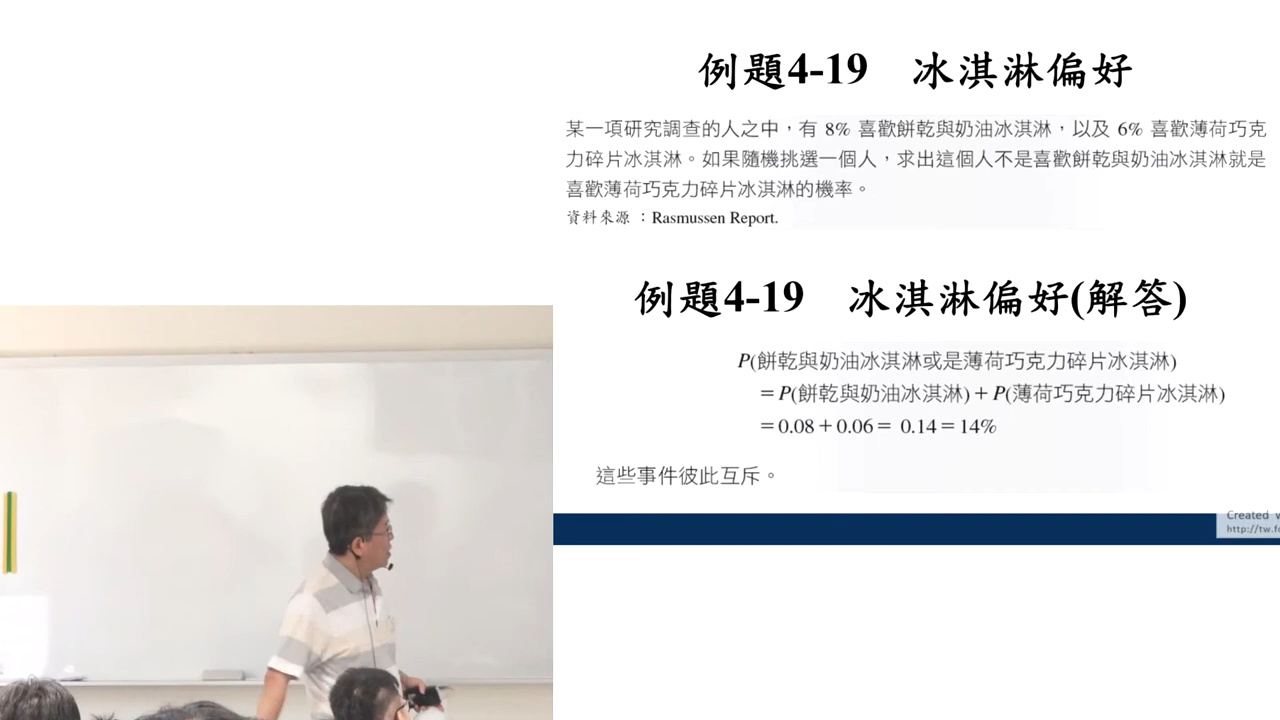 例題4-19 冰淇淋偏好
某一項研究調查的人之中，有 8% 喜歡餅乾與奶油冰淇淋，以及 6% 喜歡薄荷巧克
力碎片冰淇淋。如果隨機挑選一個人，求出這個人不是喜歡餅乾與奶油冰淇淋就是
喜歡薄荷巧克力碎片冰淇淋的機率。
資料來源：Rasmussen Report.
例題4-19 冰淇淋偏好(解答)
P(餅乾與奶油冰淇淋或是薄荷巧克力碎片冰淇淋)
＝P(餅乾與奶油冰淇淋)＋P(薄荷巧克力碎片冰淇淋)
＝0.08＋0.06＝ 0.14＝14%
這些事件彼此互斥。
Created
http://tw.f